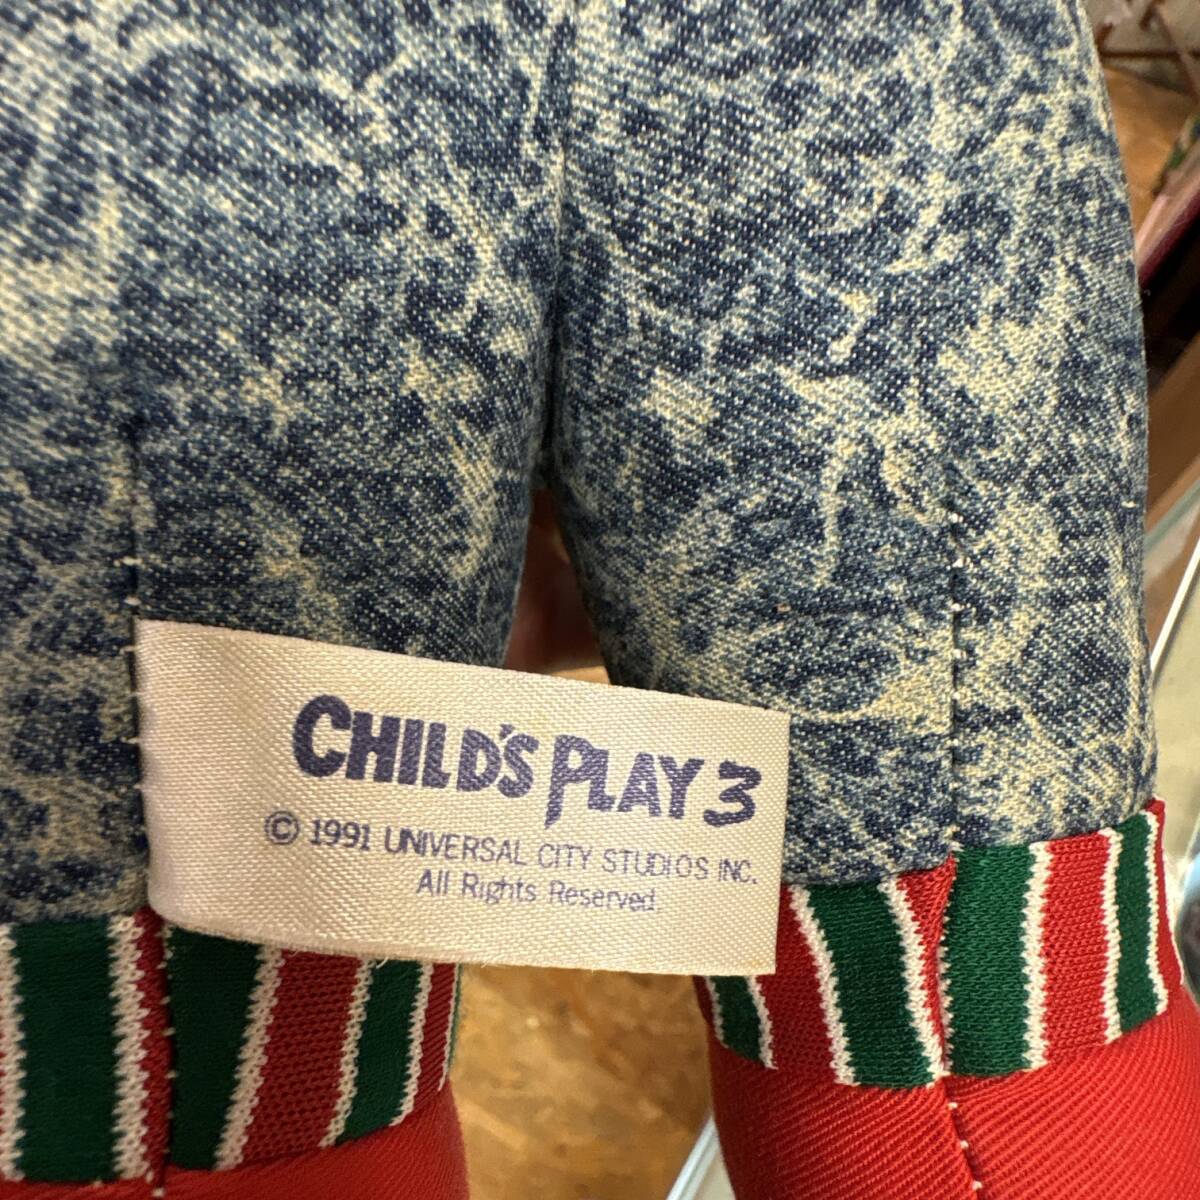 CHILD'S PLAY 3
© 1991 UNIVERSAL CITY STUDIOS INC.
All Rights Reserved.